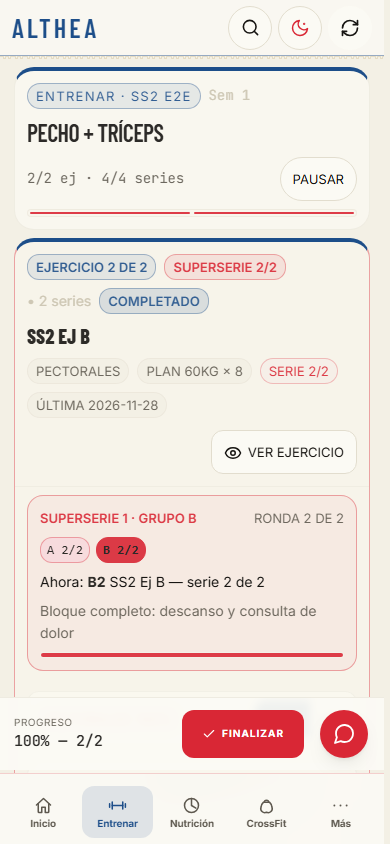 ALTHEA
ENTRENAR · SS2 E2E Sem 1
PECHO + TRÍCEPS
2/2 ej · 4/4 series
PAUSAR
EJERCICIO 2 DE 2 SUPERSERIE 2/2
• 2 series COMPLETADO
SS2 EJ B
PECTORALES PLAN 60KG × 8 SERIE 2/2
ÚLTIMA 2026-11-28
VER EJERCICIO
SUPERSERIE 1 · GRUPO B RONDA 2 DE 2
A 2/2 B 2/2
Ahora: B2 SS2 Ej B — serie 2 de 2
Bloque completo: descanso y consulta de
dolor
PROGRESO
100% — 2/2
FINALIZAR
Inicio Entrenar Nutrición CrossFit Más